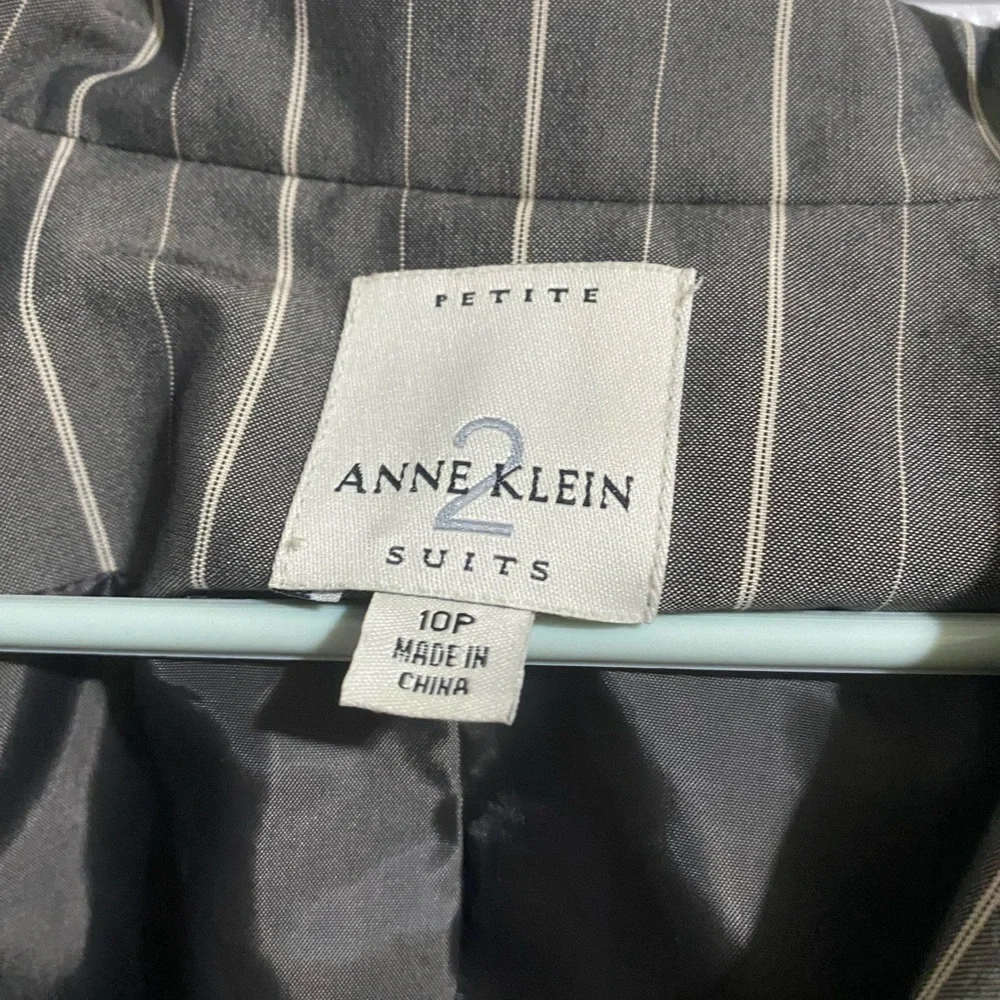 PETITE
2
ANNE KLEIN
SUITS
10P
MADE IN
CHINA